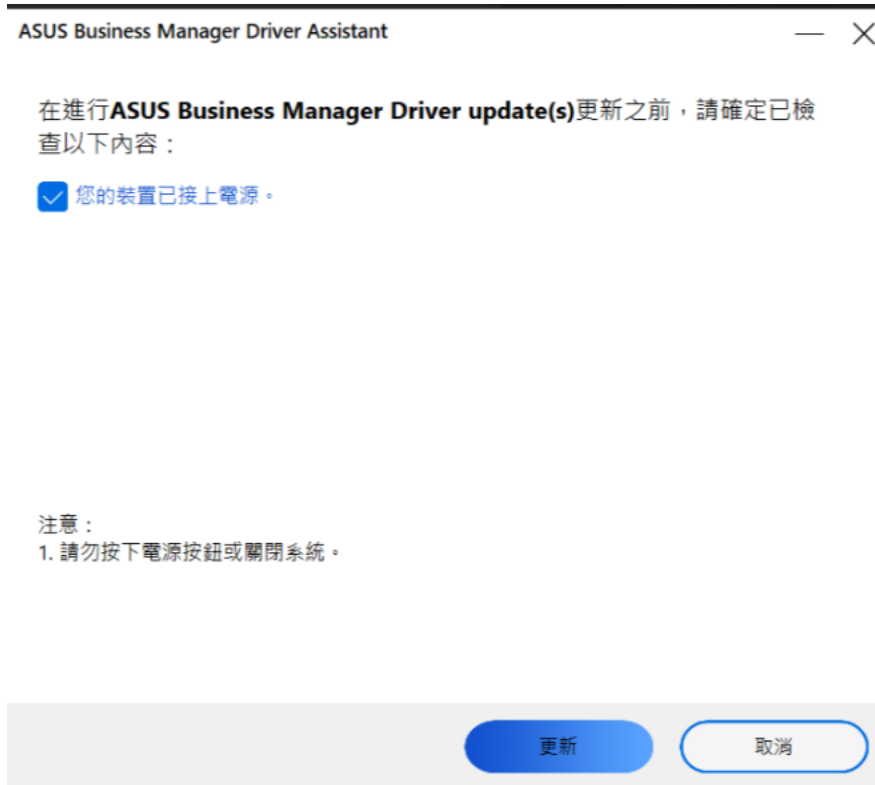 ASUS Business Manager Driver Assistant
在進行ASUS Business Manager Driver update(s)更新之前，請確定已檢
查以下內容：
您的裝置已接上電源。
注意：
1. 請勿按下電源按鈕或關閉系統。
更新
取消